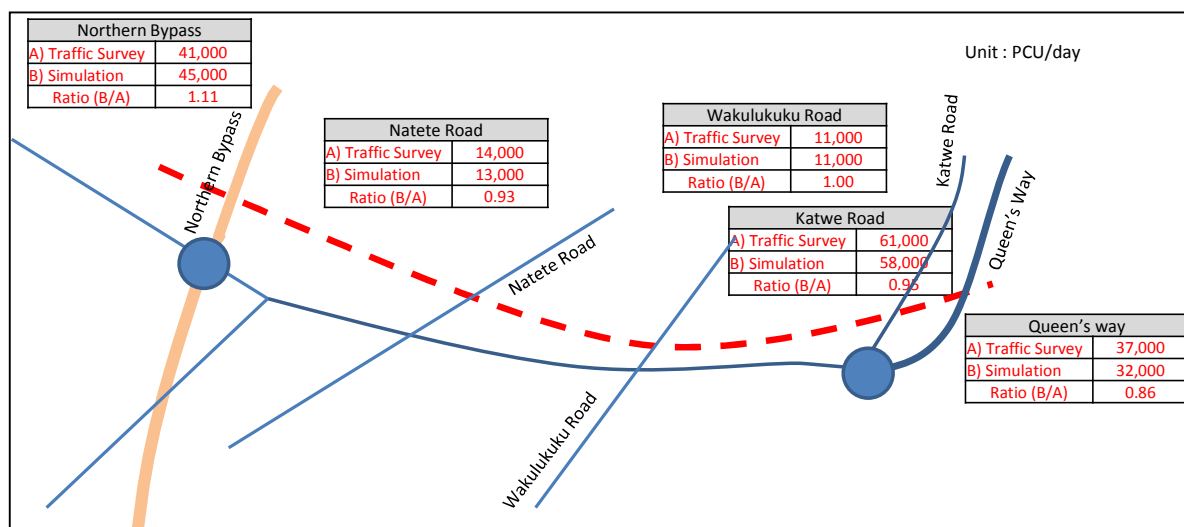 Northern Bypass
A) Traffic Survey 41,000
B) Simulation 45,000
Ratio (B/A) 1.11
Unit : PCU/day
Natete Road
A) Traffic Survey 14,000
B) Simulation 13,000
Ratio (B/A) 0.93
Wakulukuku Road
A) Traffic Survey 11,000
B) Simulation 11,000
Ratio (B/A) 1.00
Katwe Road
A) Traffic Survey 61,000
B) Simulation 58,000
Ratio (B/A) 0.95
Queen's way
A) Traffic Survey 37,000
B) Simulation 32,000
Ratio (B/A) 0.86
Northern Bypass
Natete Road
Wakulukuku Road
Katwe Road
Queen's Way